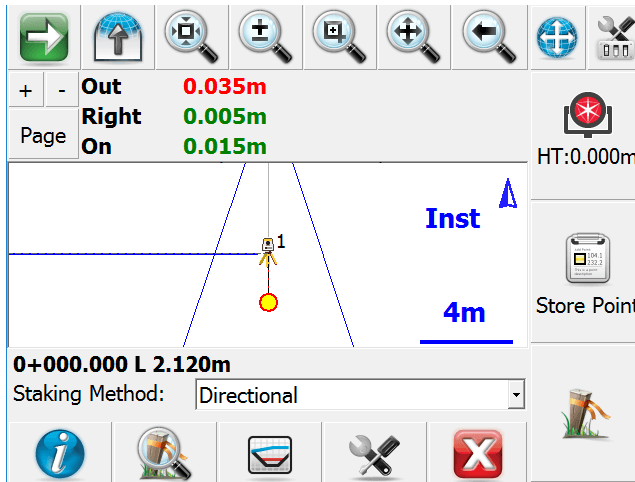 + -
Page
Out 0.035m
Right 0.005m
On 0.015m
HT:0.000m
Inst
1
4m
Store Point
0+000.000 L 2.120m
Staking Method: Directional